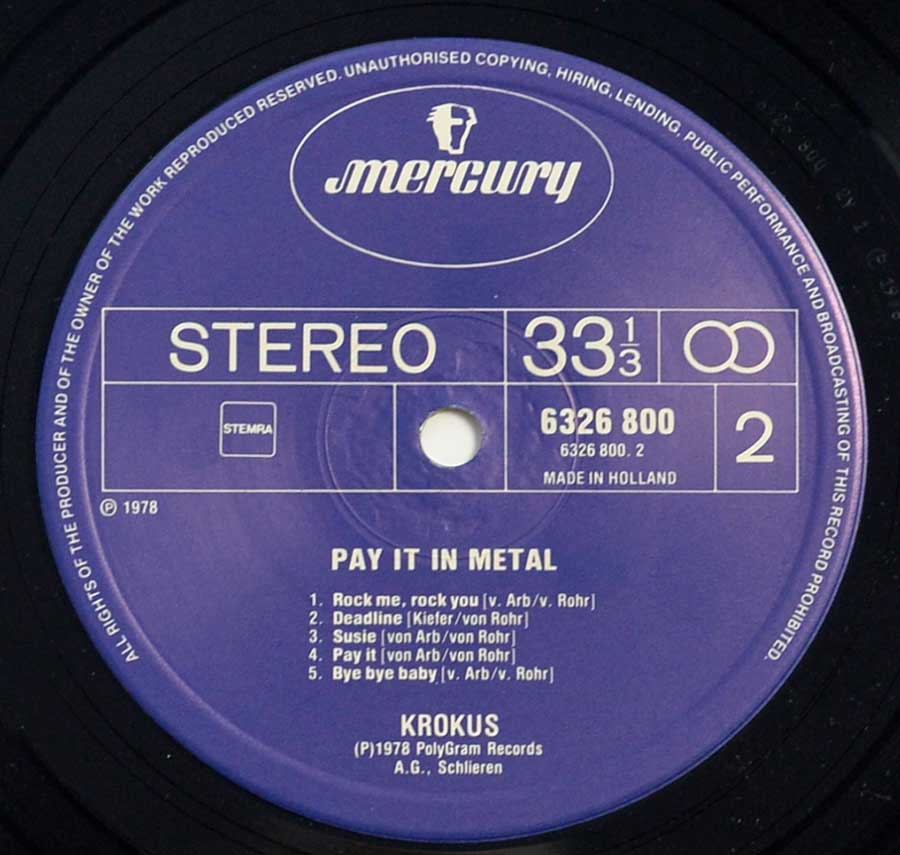 ALL RIGHTS OF THE PRODUCER AND OF THE OWNER OF THE WORK REPRODUCED RESERVED. UNAUTHORISED COPYING, HIRING, LENDING, PUBLIC PERFORMANCE AND BROADCASTING OF THIS RECORD PROHIBITED.
mercury
STEREO 33 1/3
STEMRA
6326 800
6326 800. 2
MADE IN HOLLAND
2
℗ 1978
PAY IT IN METAL
1. Rock me, rock you [v. Arb/v. Rohr]
2. Deadline [Kiefer/von Rohr]
3. Susie [von Arb/von Rohr]
4. Pay it [von Arb/von Rohr]
5. Bye bye baby [v. Arb/v. Rohr]
KROKUS
(P)1978 PolyGram Records
A.G., Schlieren